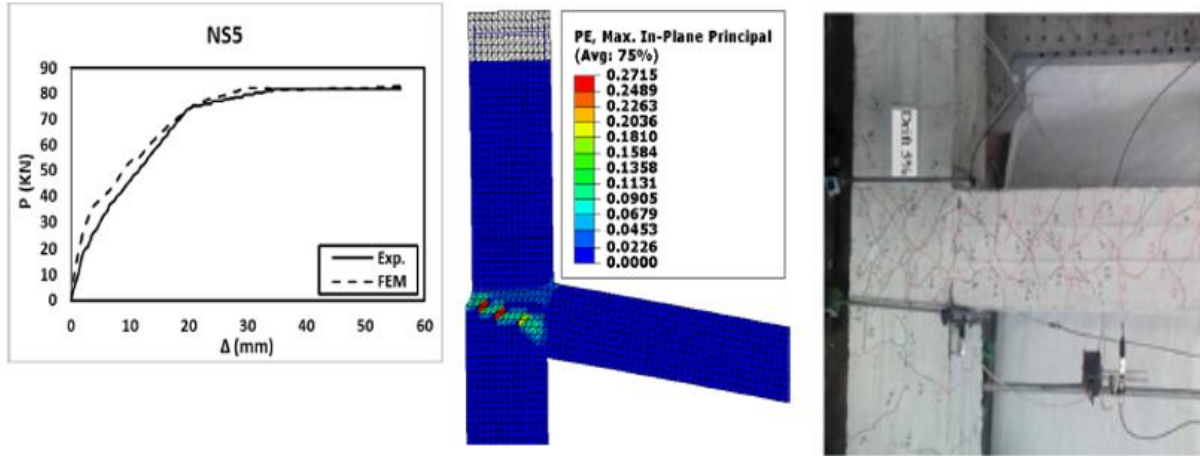 NS5
90
80
70
60
50
40
30
20
10
0
P (KN)
0 10 20 30 40 50 60
Δ (mm)
Exp.
FEM
PE, Max. In-Plane Principal
(Avg: 75%)
0.2715
0.2489
0.2263
0.2036
0.1810
0.1584
0.1358
0.1131
0.0905
0.0679
0.0453
0.0226
0.0000
Drift 5%